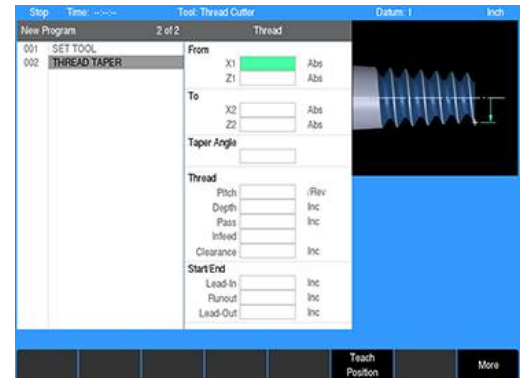 Stop Time: --:--:-- Tool: Thread Cutter Datum: 1 Inch
New Program 2 of 2 Thread
001 SET TOOL
002 THREAD TAPER
From
X1 Abs
Z1 Abs
To
X2 Abs
Z2 Abs
Taper Angle
Thread
Pitch /Rev
Depth Inc
Pass Inc
Infeed
Clearance Inc
Start/End
Lead-In Inc
Runout Inc
Lead-Out Inc
Teach
Position
More